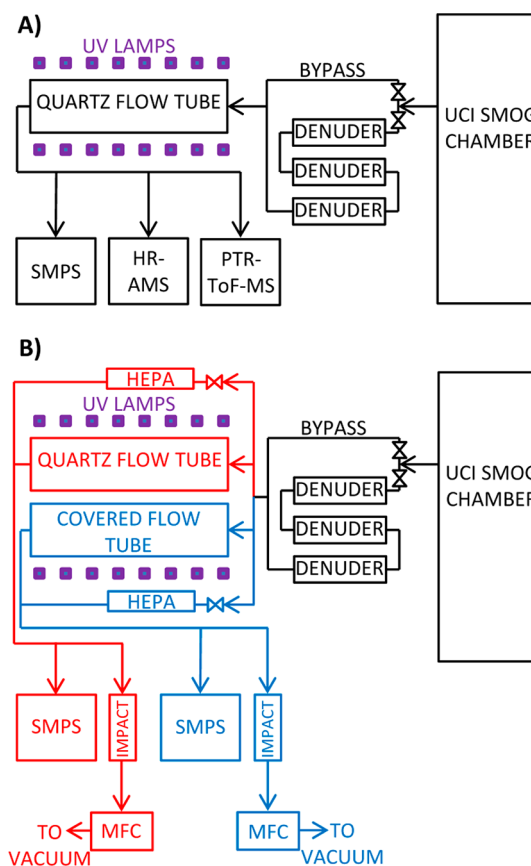 A)
UV LAMPS
BYPASS
QUARTZ FLOW TUBE
DENUDER
DENUDER
DENUDER
UCI SMOG
CHAMBER
SMPS
HR-
AMS
PTR-
ToF-MS
B)
HEPA
UV LAMPS
BYPASS
QUARTZ FLOW TUBE
COVERED FLOW
TUBE
DENUDER
DENUDER
DENUDER
UCI SMOG
CHAMBER
HEPA
SMPS
IMPACT
SMPS
IMPACT
MFC
TO
VACUUM
MFC
TO
VACUUM